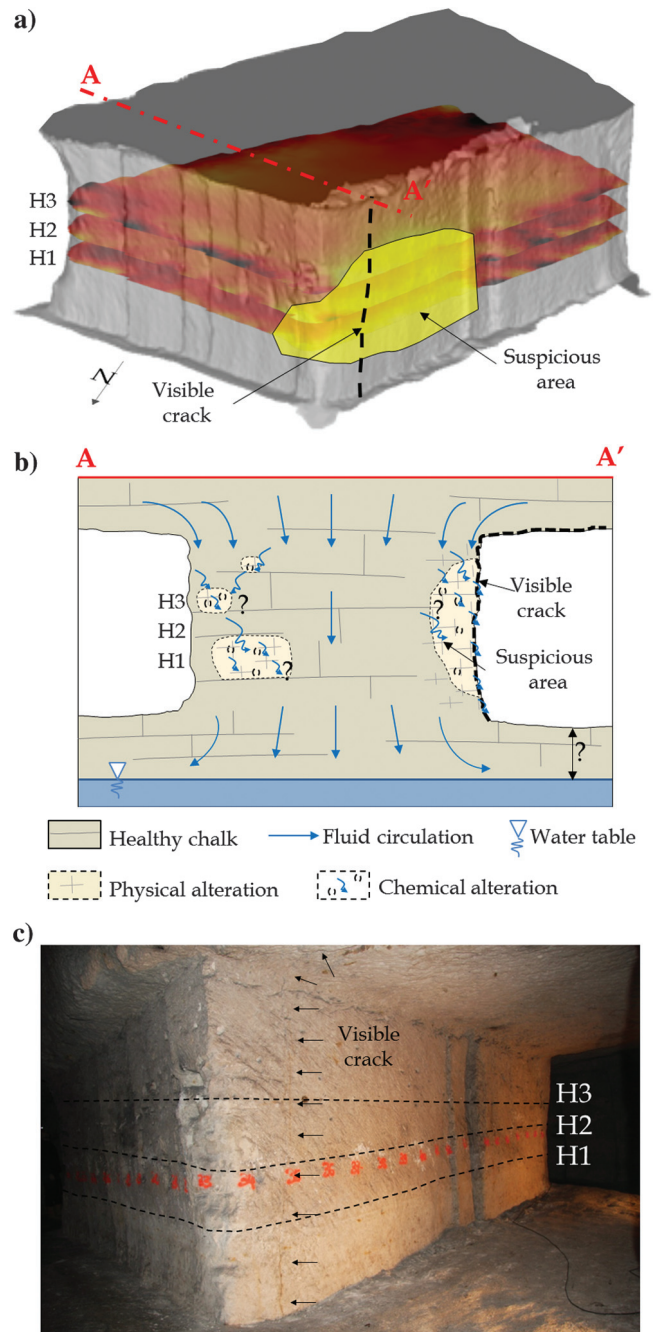 a)
A
A′
H3
H2
H1
N
Visible
crack
Suspicious
area
b)
A
A′
H3
H2
H1
?
?
?
Visible
crack
Suspicious
area
?
Healthy chalk
Fluid circulation
Water table
Physical alteration
Chemical alteration
c)
Visible
crack
H3
H2
H1